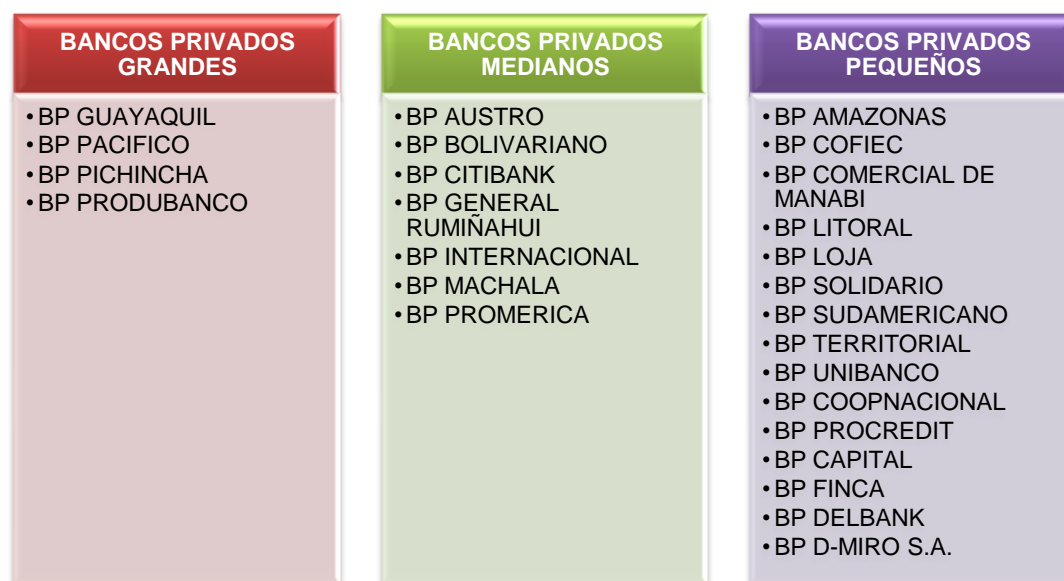 BANCOS PRIVADOS
GRANDES
• BP GUAYAQUIL
• BP PACIFICO
• BP PICHINCHA
• BP PRODUBANCO
BANCOS PRIVADOS
MEDIANOS
• BP AUSTRO
• BP BOLIVARIANO
• BP CITIBANK
• BP GENERAL
RUMIÑAHUI
• BP INTERNACIONAL
• BP MACHALA
• BP PROMERICA
BANCOS PRIVADOS
PEQUEÑOS
• BP AMAZONAS
• BP COFIEC
• BP COMERCIAL DE
MANABI
• BP LITORAL
• BP LOJA
• BP SOLIDARIO
• BP SUDAMERICANO
• BP TERRITORIAL
• BP UNIBANCO
• BP COOPNACIONAL
• BP PROCREDIT
• BP CAPITAL
• BP FINCA
• BP DELBANK
• BP D-MIRO S.A.